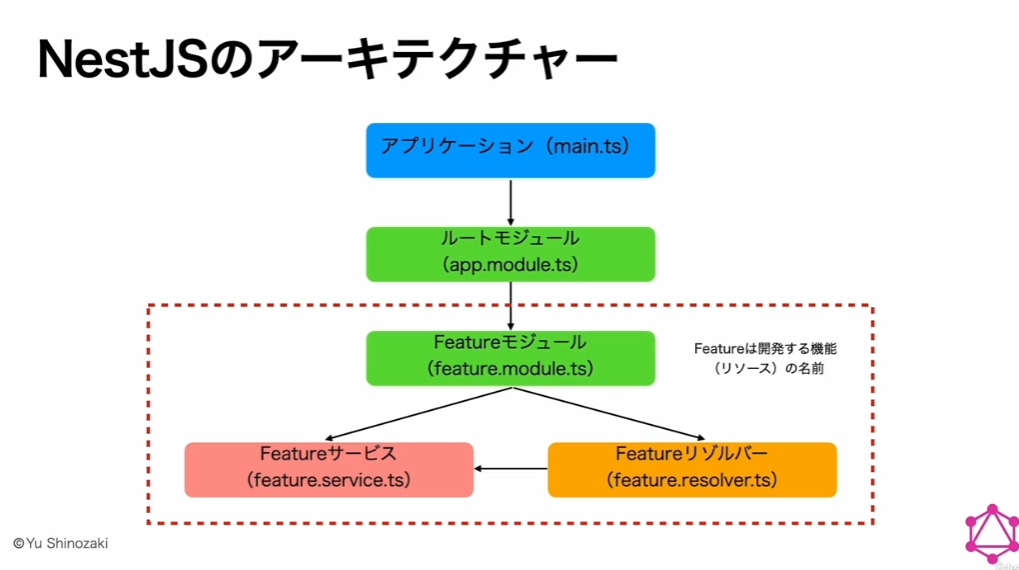 NestJSのアーキテクチャー
アプリケーション（main.ts）
ルートモジュール
（app.module.ts）
Featureモジュール
（feature.module.ts）
Featureは開発する機能
（リソース）の名前
Featureサービス
（feature.service.ts）
Featureリゾルバー
（feature.resolver.ts）
©Yu Shinozaki